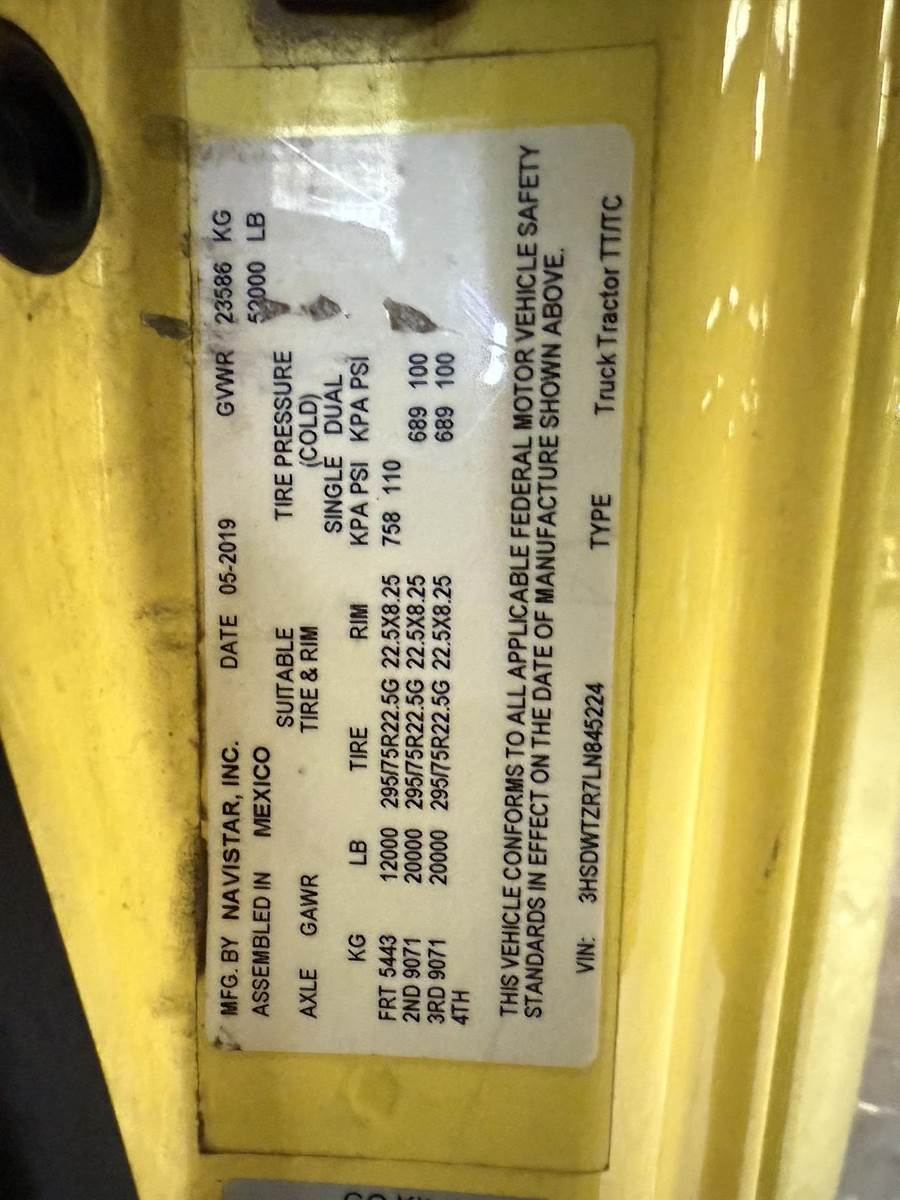 MFG. BY NAVISTAR, INC. DATE 05-2019 GVWR 23586 KG
ASSEMBLED IN MEXICO 52000 LB
SUITABLE TIRE PRESSURE
AXLE GAWR TIRE & RIM (COLD)
SINGLE DUAL
KG LB TIRE RIM KPA PSI KPA PSI
FRT 5443 12000 295/75R22.5G 22.5X8.25 758 110
2ND 9071 20000 295/75R22.5G 22.5X8.25 689 100
3RD 9071 20000 295/75R22.5G 22.5X8.25 689 100
4TH
THIS VEHICLE CONFORMS TO ALL APPLICABLE FEDERAL MOTOR VEHICLE SAFETY
STANDARDS IN EFFECT ON THE DATE OF MANUFACTURE SHOWN ABOVE.
VIN: 3HSDWTZR7LN845224 TYPE Truck Tractor TT/TC